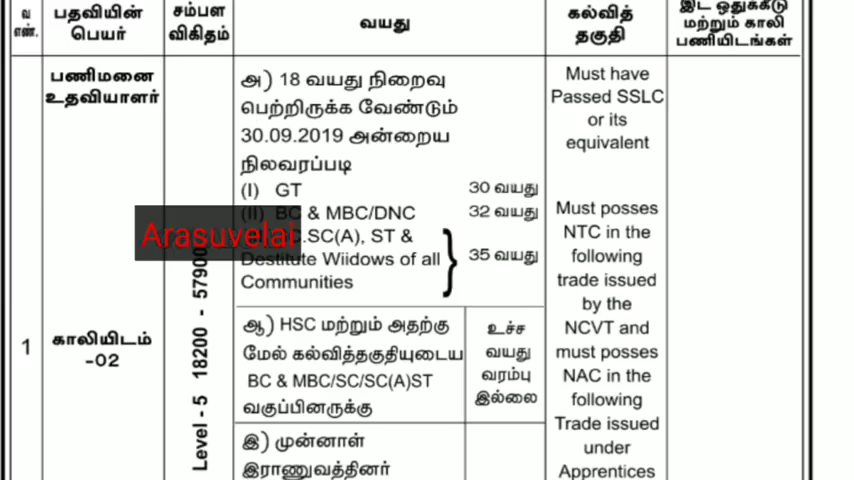 வ எண்.
பதவியின் பெயர்
சம்பள விகிதம்
வயது
கல்வித் தகுதி
இட ஒதுக்கீடு
மற்றும் காலி
பணியிடங்கள்
1
பணிமனை
உதவியாளர்
காலியிடம்
-02
Level - 5 18200 - 57900
அ) 18 வயது நிறைவு
பெற்றிருக்க வேண்டும்
30.09.2019 அன்றைய
நிலவரப்படி
(I) GT 30 வயது
(II) BC & MBC/DNC 32 வயது
Arasuvelai
.SC(A), ST & 35 வயது
Destitute Wiidows of all
Communities
ஆ) HSC மற்றும் அதற்கு
மேல் கல்வித்தகுதியுடைய
BC & MBC/SC/SC(A)ST
வகுப்பினருக்கு
உச்ச
வயது
வரம்பு
இல்லை
இ) முன்னாள்
இராணுவத்தினர்
Must have
Passed SSLC
or its
equivalent
Must posses
NTC in the
following
trade issued
by the
NCVT and
must posses
NAC in the
following
Trade issued
under
Apprentices